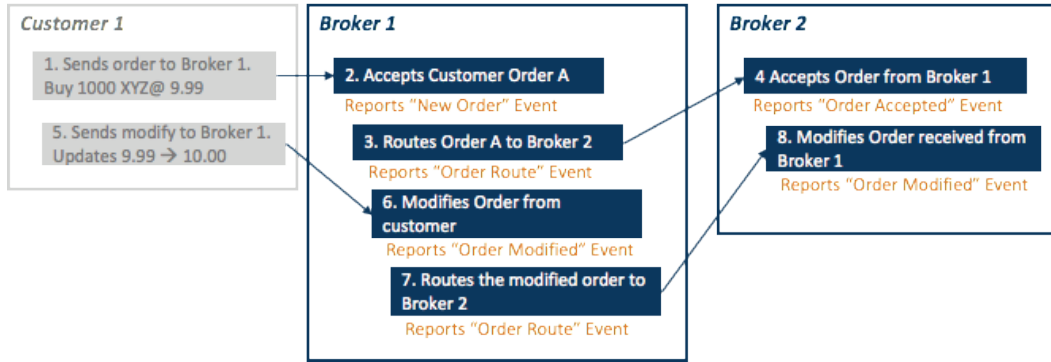 Customer 1
1. Sends order to Broker 1.
Buy 1000 XYZ@ 9.99
5. Sends modify to Broker 1.
Updates 9.99 → 10.00
Broker 1
2. Accepts Customer Order A
Reports "New Order" Event
3. Routes Order A to Broker 2
Reports "Order Route" Event
6. Modifies Order from
customer
Reports "Order Modified" Event
7. Routes the modified order to
Broker 2
Reports "Order Route" Event
Broker 2
4 Accepts Order from Broker 1
Reports "Order Accepted" Event
8. Modifies Order received from
Broker 1
Reports "Order Modified" Event